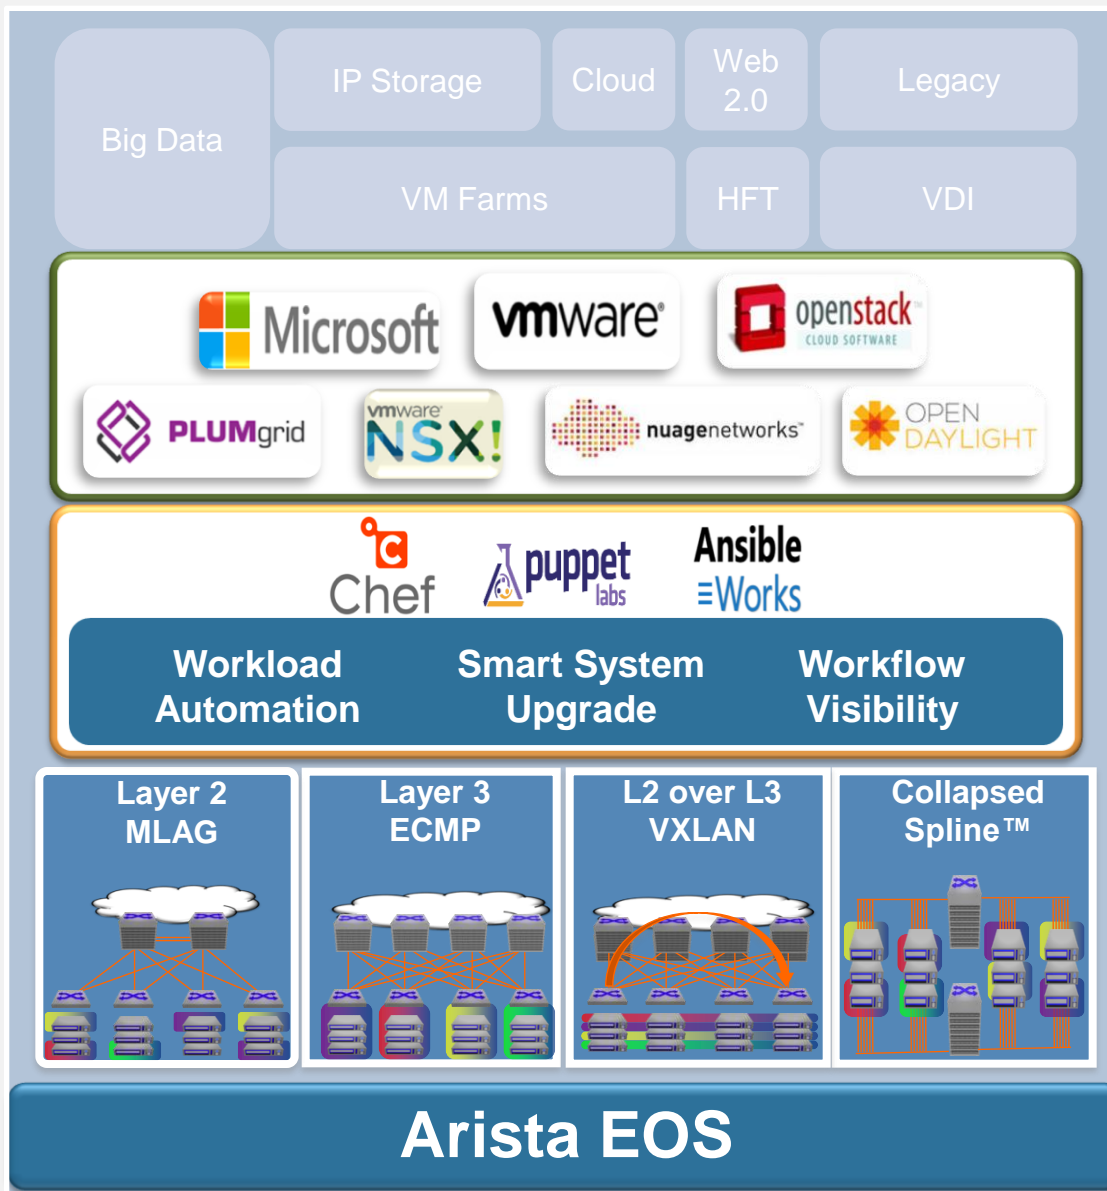 Big Data
IP Storage
Cloud
Web
2.0
Legacy
VM Farms
HFT
VDI
Microsoft
vmware®
openstack™
CLOUD SOFTWARE
PLUMgrid
vmware®
NSX!
nuagenetworks™
OPEN
DAYLIGHT
Chef
puppet
labs
Ansible
Works
Workload
Automation
Smart System
Upgrade
Workflow
Visibility
Layer 2
MLAG
Layer 3
ECMP
L2 over L3
VXLAN
Collapsed
Spline™
Arista EOS